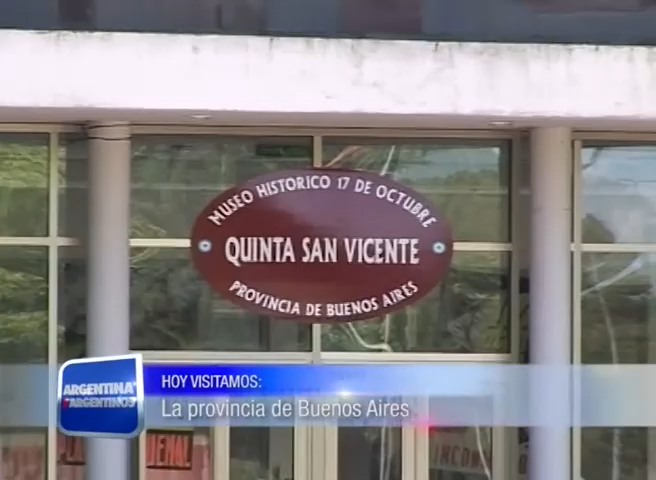 MUSEO HISTORICO 17 DE OCTUBRE
QUINTA SAN VICENTE
PROVINCIA DE BUENOS AIRES
ARGENTINA
ARGENTINOS
HOY VISITAMOS:
La provincia de Buenos Aires